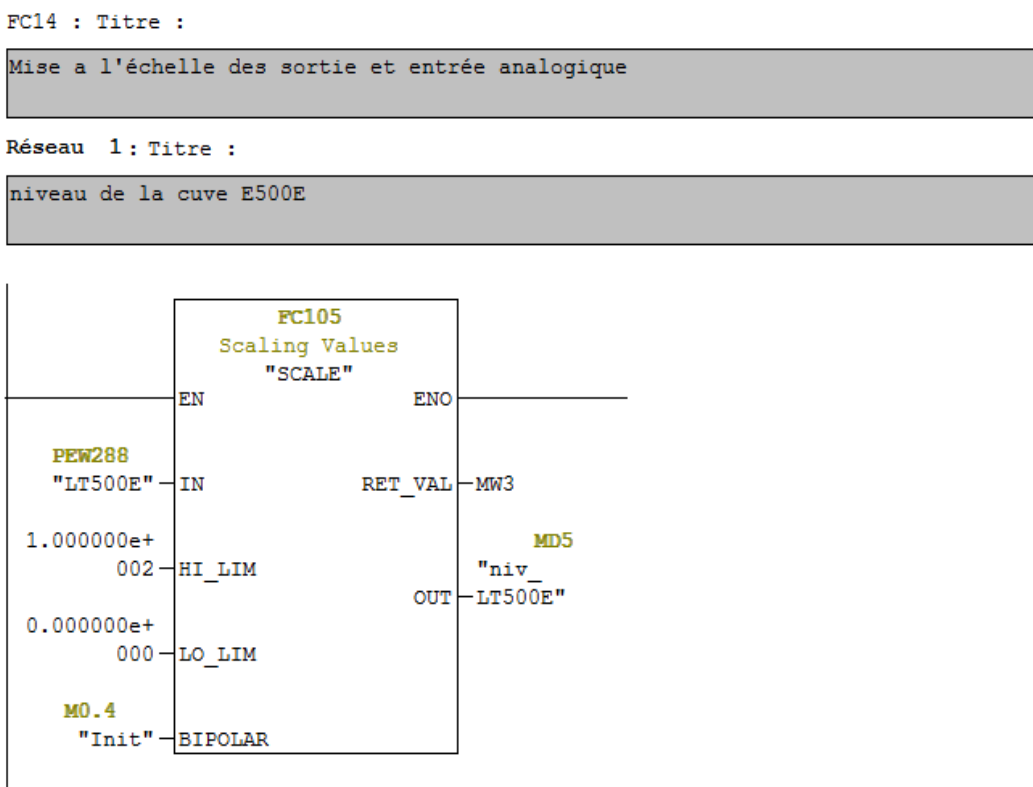 FC14 : Titre :
Mise a l'échelle des sortie et entrée analogique
Réseau 1: Titre :
niveau de la cuve E500E
FC105
Scaling Values
"SCALE"
EN ENO
PEW288
"LT500E" IN RET_VAL MW3
1.000000e+ MD5
002 HI_LIM "niv_
OUT LT500E"
0.000000e+
000 LO_LIM
M0.4
"Init" BIPOLAR